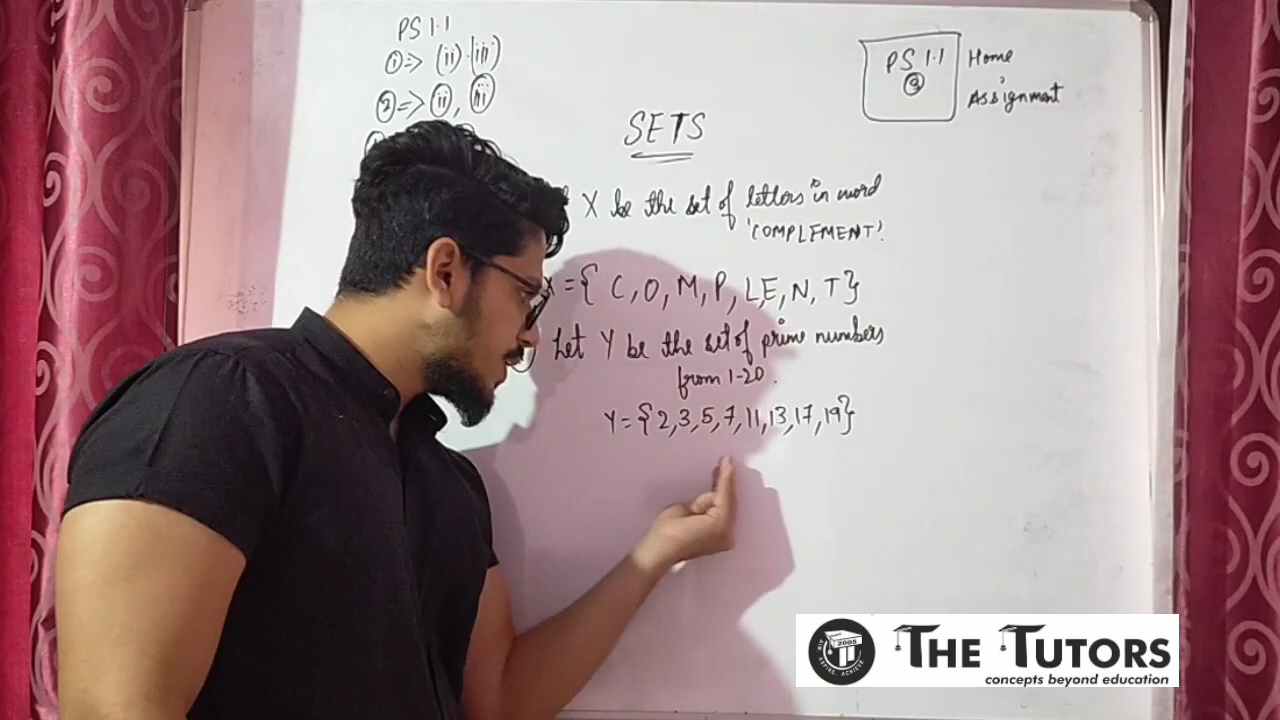 PS 1.1
① => (ii) (iii)
② => (ii), (iii)
PS 1.1
③
Home
Assignment
SETS
X be the set of letters in word
'COMPLEMENT'.
X = { C, O, M, P, L, E, N, T }
Let Y be the set of prime numbers
from 1-20.
Y = { 2, 3, 5, 7, 11, 13, 17, 19 }
2005
THE TUTORS
concepts beyond education